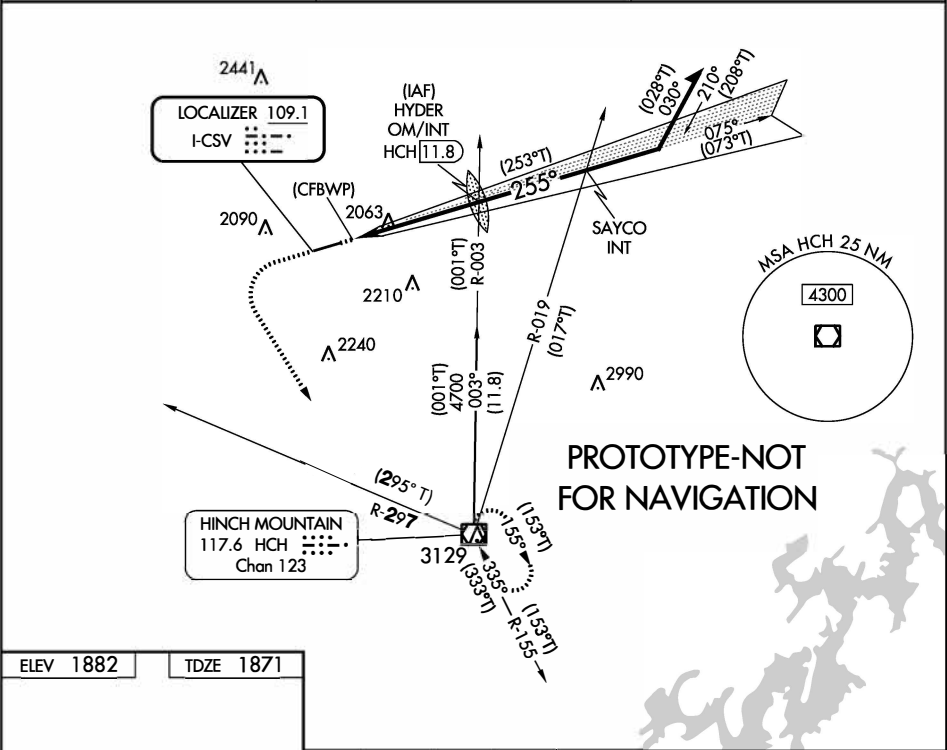 2441
LOCALIZER 109.1
I-CSV
(IAF)
HYDER
OM/INT
HCH 11.8
(028°T)
030°
210°
(208°T)
075°
(073°T)
(253°T)
255°
(CFBWP)
2063
2090
SAYCO
INT
(001°T)
R-003
MSA HCH 25 NM
4300
2210
R-019
(017°T)
2240
2990
(001°T)
4700
003°
(11.8)
PROTOTYPE-NOT
FOR NAVIGATION
(295° T)
R-297
HINCH MOUNTAIN
117.6 HCH
Chan 123
3129
155°
(153°T)
335°
(333°T)
R-155
(153°T)
ELEV 1882
TDZE 1871